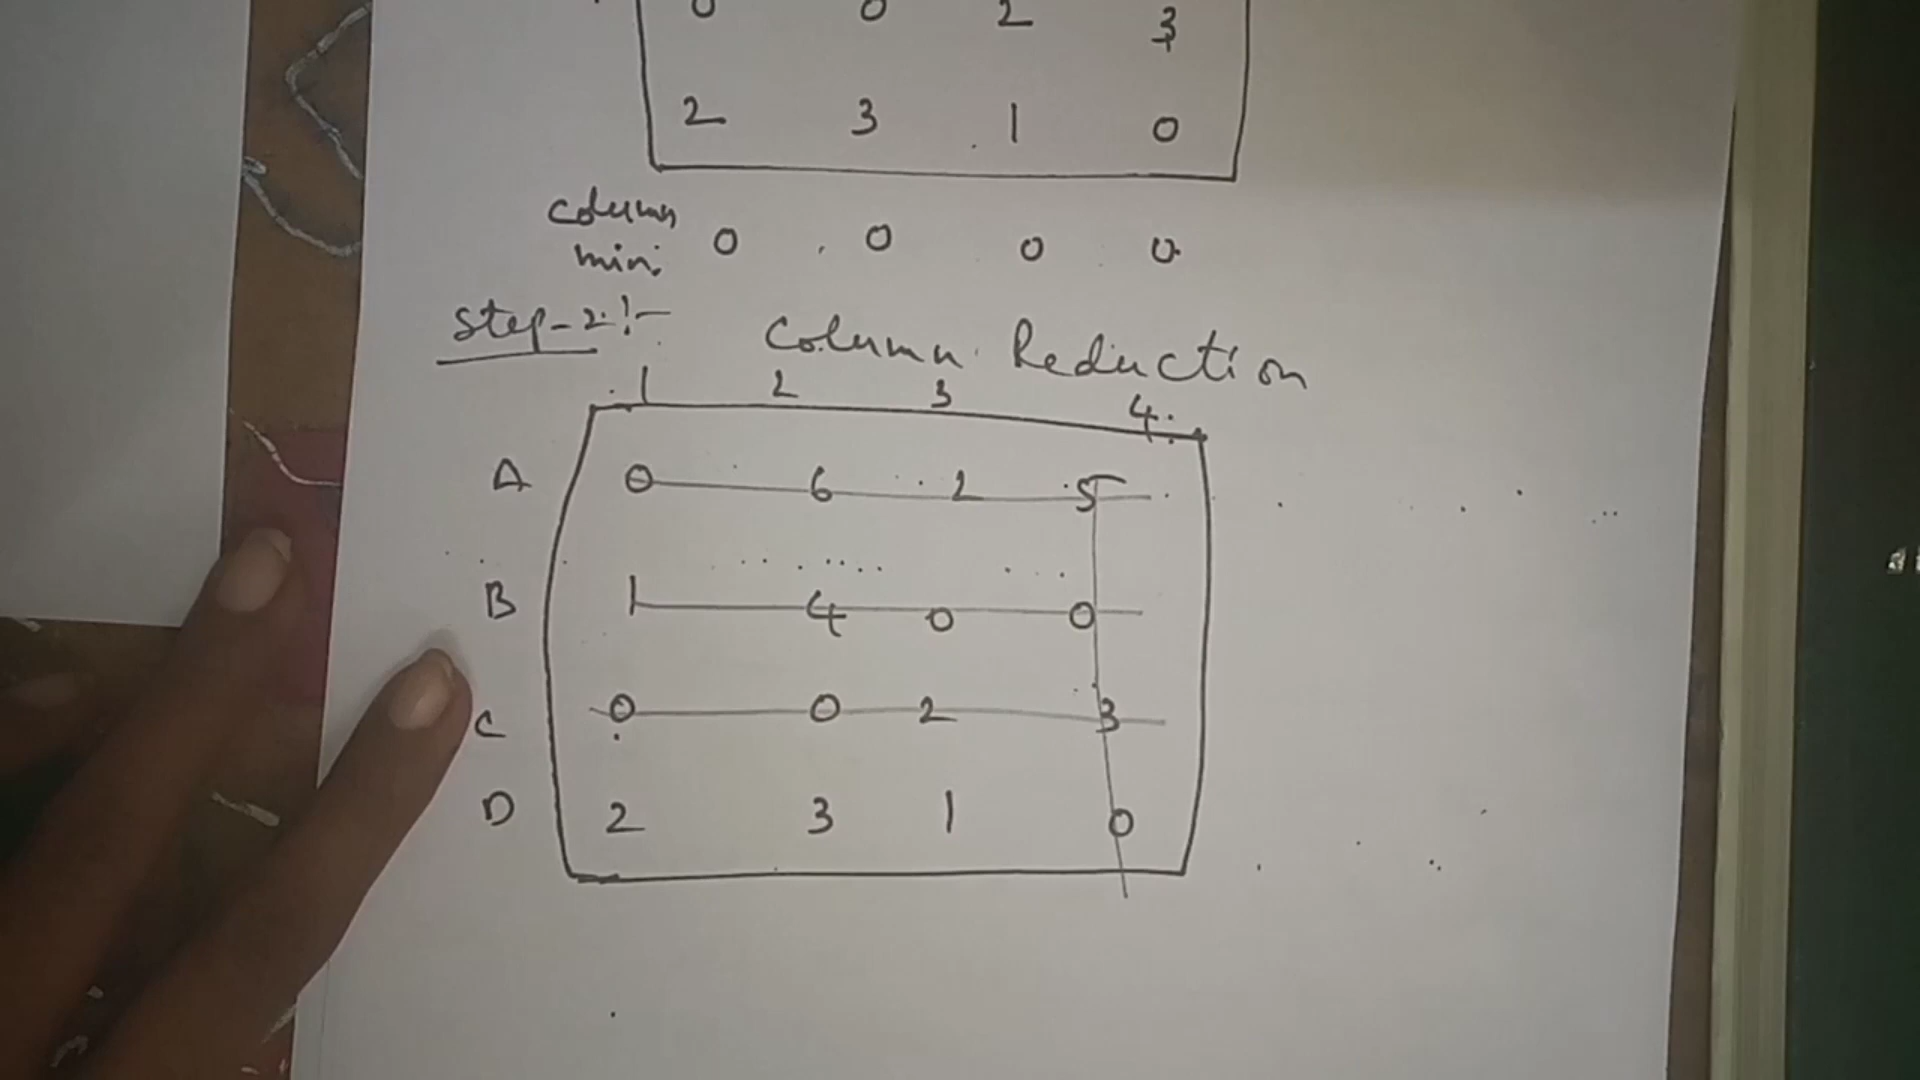 0 0 2 3
2 3 1 0
column
min: 0 0 0 0
Step-2:- Column Reduction
1 2 3 4
A 0 6 2 5
B 1 4 0 0
C 0 0 2 3
D 2 3 1 0